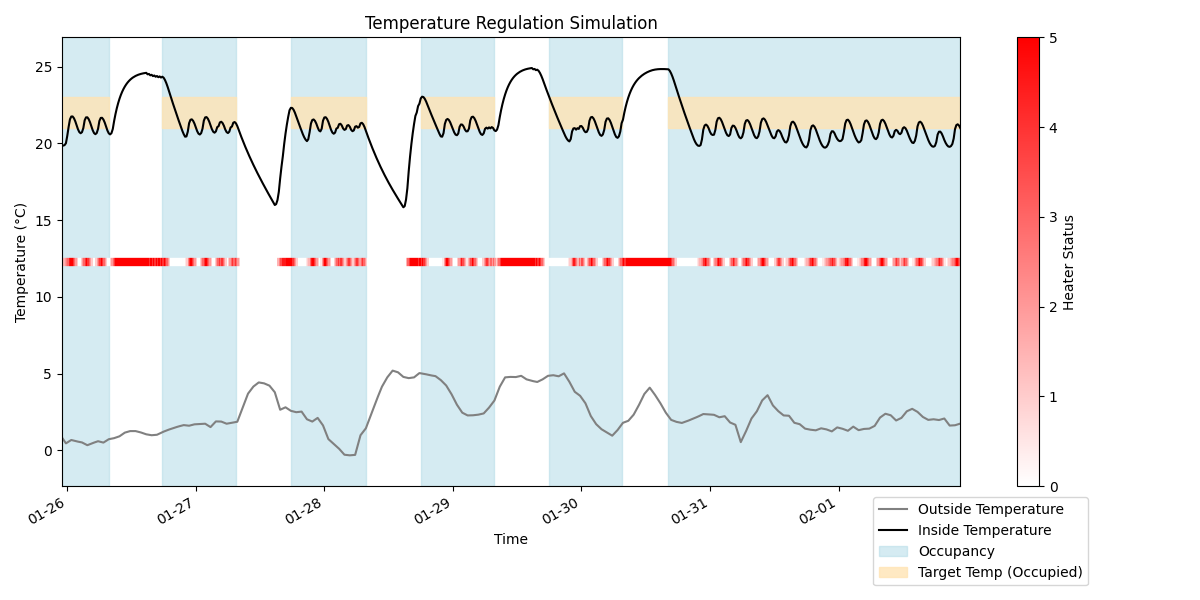 Temperature Regulation Simulation
Temperature (°C)
25
20
15
10
5
0
01-26
01-27
01-28
01-29
01-30
01-31
02-01
Time
5
4
3
2
1
0
Heater Status
Outside Temperature
Inside Temperature
Occupancy
Target Temp (Occupied)